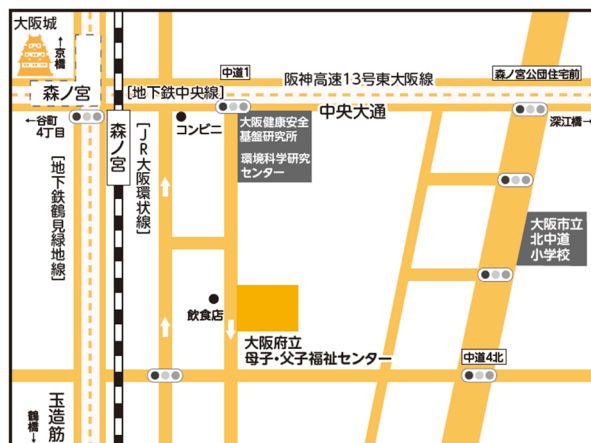 大阪城
←京橋
中道1
阪神高速13号東大阪線
森ノ宮公団住宅前
森ノ宮
[地下鉄中央線]
中央大通
←谷町
4丁目
コンビニ
深江橋→
大阪健康安全
基盤研究所
環境科学研究
センター
森ノ宮
[JR大阪環状線]
[地下鉄鶴見緑地線]
大阪市立
北中道
小学校
飲食店
大阪府立
母子・父子福祉センター
中道4北
玉造筋
鶴橋→